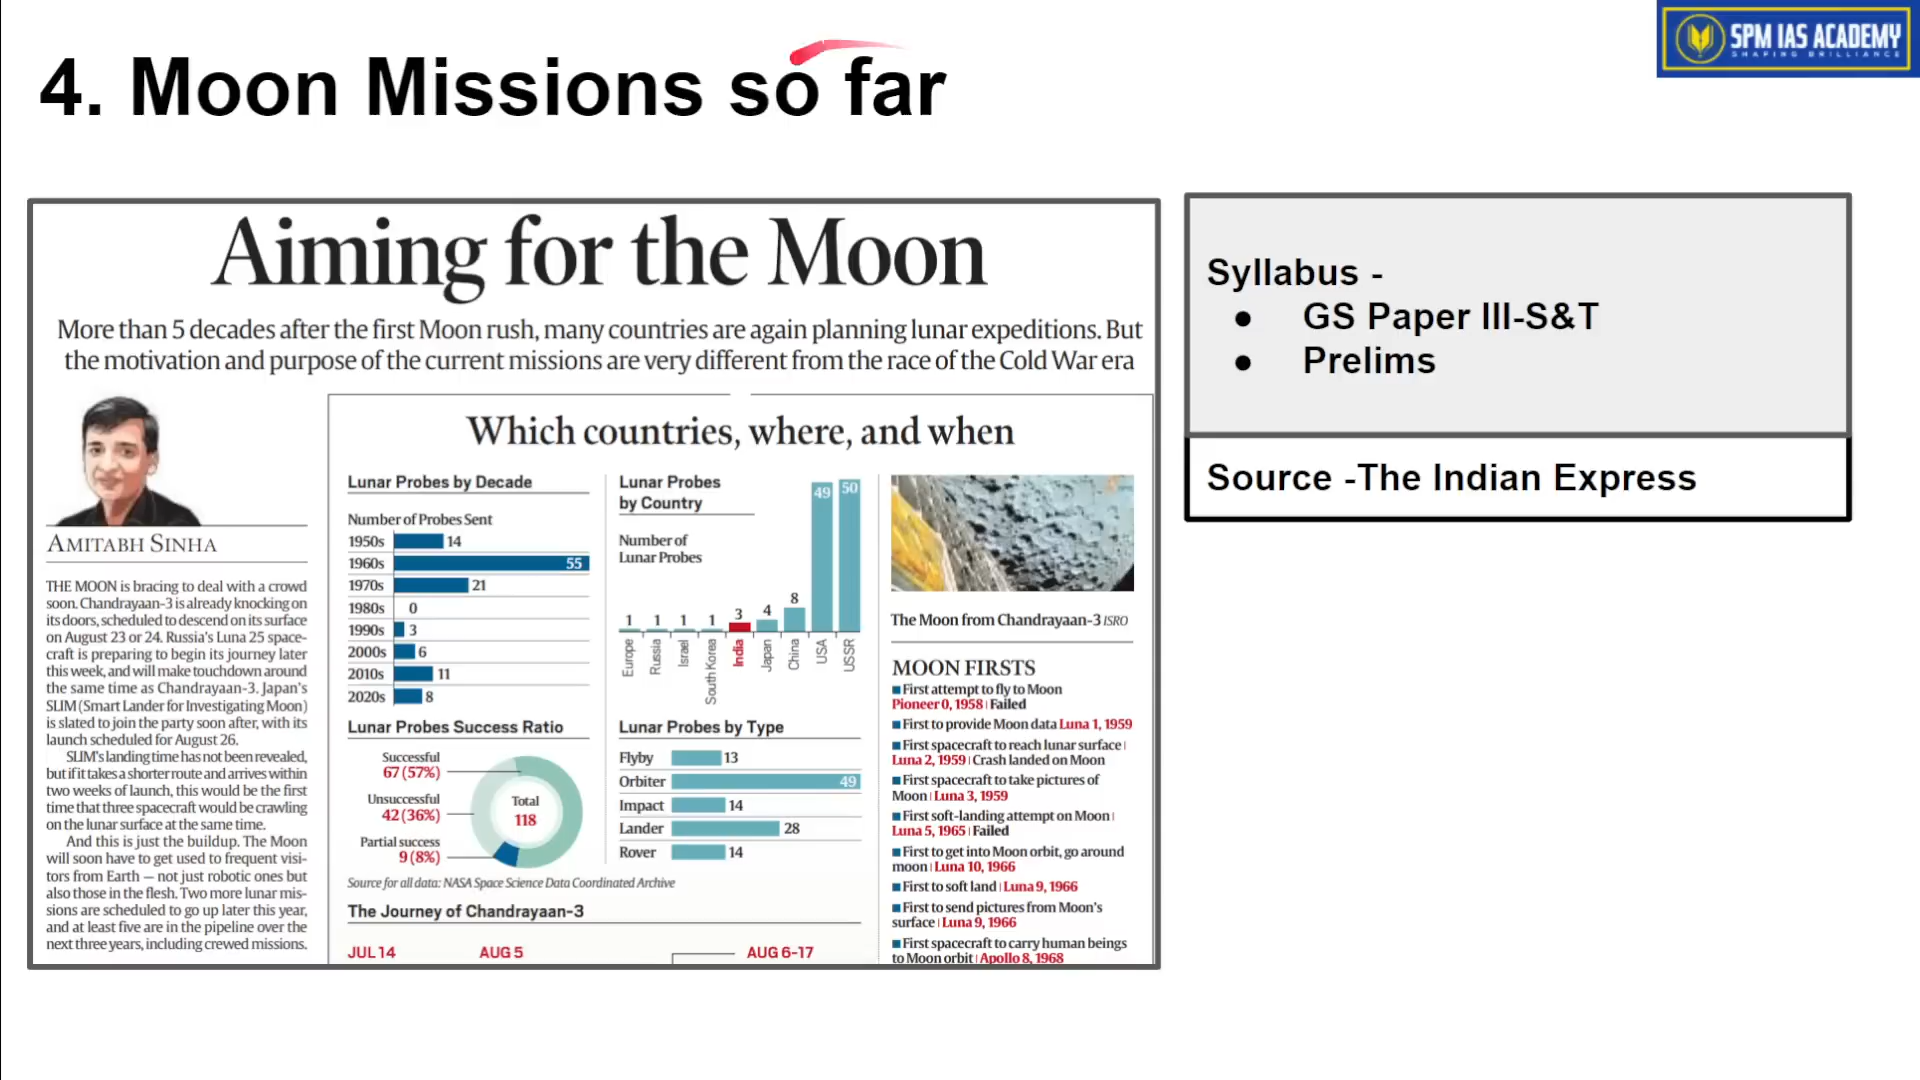 4. Moon Missions so far
SPM IAS ACADEMY
SHAPING BRILLIANCE
Aiming for the Moon
More than 5 decades after the first Moon rush, many countries are again planning lunar expeditions. But
the motivation and purpose of the current missions are very different from the race of the Cold War era
AMITABH SINHA
THE MOON is bracing to deal with a crowd
soon. Chandrayaan-3 is already knocking on
its doors, scheduled to descend on its surface
on August 23 or 24. Russia's Luna 25 space-
craft is preparing to begin its journey later
this week, and will make touchdown around
the same time as Chandrayaan-3. Japan's
SLIM (Smart Lander for Investigating Moon)
is slated to join the party soon after, with its
launch scheduled for August 26.
SLIM's landing time has not been revealed,
but if it takes a shorter route and arrives within
two weeks of launch, this would be the first
time that three spacecraft would be crawling
on the lunar surface at the same time.
And this is just the buildup. The Moon
will soon have to get used to frequent visi-
tors from Earth — not just robotic ones but
also those in the flesh. Two more lunar mis-
sions are scheduled to go up later this year,
and at least five are in the pipeline over the
next three years, including crewed missions.
Which countries, where, and when
Lunar Probes by Decade
Number of Probes Sent
1950s 14
1960s 55
1970s 21
1980s 0
1990s 3
2000s 6
2010s 11
2020s 8
Lunar Probes Success Ratio
Successful
67 (57%)
Unsuccessful
42 (36%)
Partial success
9 (8%)
Total
118
Source for all data: NASA Space Science Data Coordinated Archive
The Journey of Chandrayaan-3
JUL 14 AUG 5 AUG 6-17
Lunar Probes
by Country
Number of
Lunar Probes
1 1 1 1 3 4 8 49 50
Europe
Russia
Israel
South Korea
India
Japan
China
USA
USSR
Lunar Probes by Type
Flyby 13
Orbiter 49
Impact 14
Lander 28
Rover 14
The Moon from Chandrayaan-3 ISRO
MOON FIRSTS
■ First attempt to fly to Moon
Pioneer 0, 1958 | Failed
■ First to provide Moon data Luna 1, 1959
■ First spacecraft to reach lunar surface |
Luna 2, 1959 | Crash landed on Moon
■ First spacecraft to take pictures of
Moon | Luna 3, 1959
■ First soft-landing attempt on Moon |
Luna 5, 1965 | Failed
■ First to get into Moon orbit, go around
moon | Luna 10, 1966
■ First to soft land | Luna 9, 1966
■ First to send pictures from Moon's
surface | Luna 9, 1966
■ First spacecraft to carry human beings
to Moon orbit | Apollo 8, 1968
Syllabus -
● GS Paper III-S&T
● Prelims
Source -The Indian Express